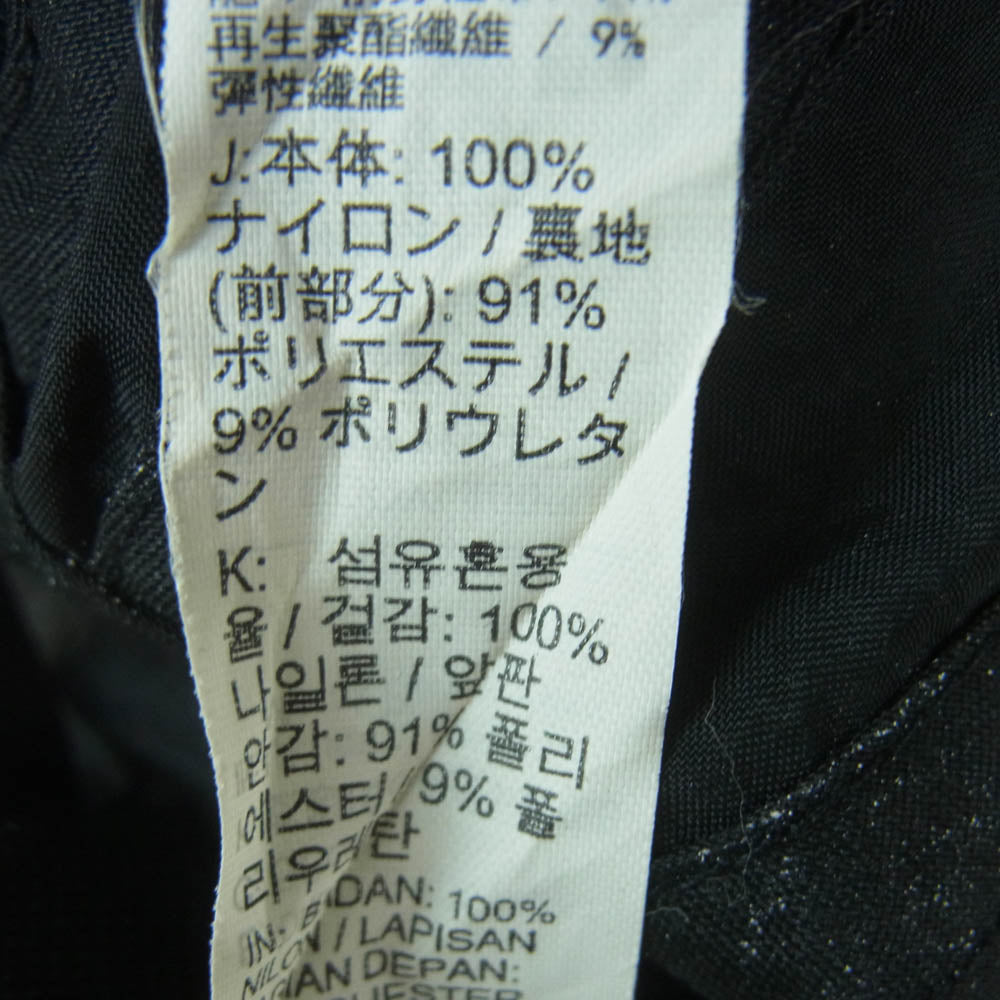 再生聚酯纖維 / 9%
彈性纖維
J: 本体: 100%
ナイロン / 裏地
(前部分): 91%
ポリエステル /
9% ポリウレタ
ン
K: 섬유혼용
율 / 겉감: 100%
나일론 / 앞판
안감: 91% 폴리
에스터 / 9% 폴
리우레탄
100%
/ LAPISAN
DEPAN: